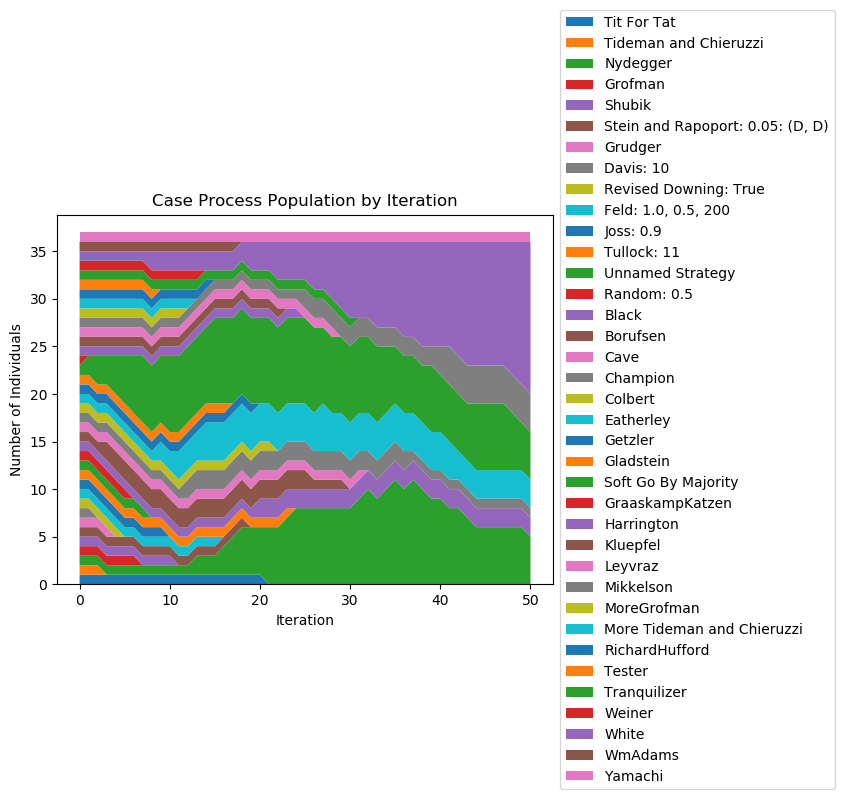 Case Process Population by Iteration
Number of Individuals
35
30
25
20
15
10
5
0
0 10 20 30 40 50
Iteration
Tit For Tat
Tideman and Chieruzzi
Nydegger
Grofman
Shubik
Stein and Rapoport: 0.05: (D, D)
Grudger
Davis: 10
Revised Downing: True
Feld: 1.0, 0.5, 200
Joss: 0.9
Tullock: 11
Unnamed Strategy
Random: 0.5
Black
Borufsen
Cave
Champion
Colbert
Eatherley
Getzler
Gladstein
Soft Go By Majority
GraaskampKatzen
Harrington
Kluepfel
Leyvraz
Mikkelson
MoreGrofman
More Tideman and Chieruzzi
RichardHufford
Tester
Tranquilizer
Weiner
White
WmAdams
Yamachi